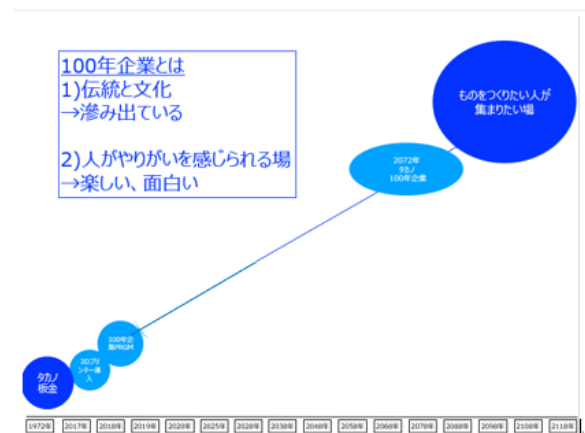 100年企業とは
1)伝統と文化
→滲み出ている
2)人がやりがいを感じられる場
→楽しい、面白い
ものをつくりたい人が
集まりたい場
2072年
タカノ
100年企業
100年企
業PRGM
3Dプリ
ンター導
入
タカノ
板金
1972年 2017年 2018年 2019年 2020年 2025年 2028年 2038年 2048年 2058年 2068年 2078年 2088年 2098年 2108年 2118年